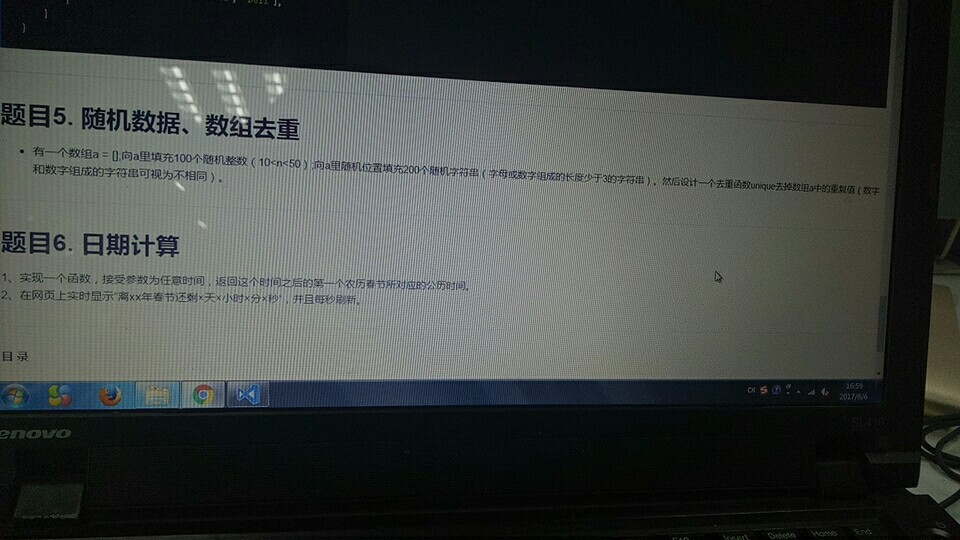 }
}
题目5. 随机数据、数组去重
有一个数组a = [];向a里填充100个随机整数（10<n<50）;向a里随机位置填充200个随机字符串（字母或数字组成的长度少于3的字符串）。然后设计一个去重函数unique去掉数组a中的重复值（数字
和数字组成的字符串可视为不相同）。
题目6. 日期计算
1、实现一个函数，接受参数为任意时间，返回这个时间之后的第一个农历春节所对应的公历时间。
2、在网页上实时显示“离xx年春节还剩×天×小时×分×秒”，并且每秒刷新。
目录
16:59
2017/6/6
enovo
SL410
Insert Delete Home End